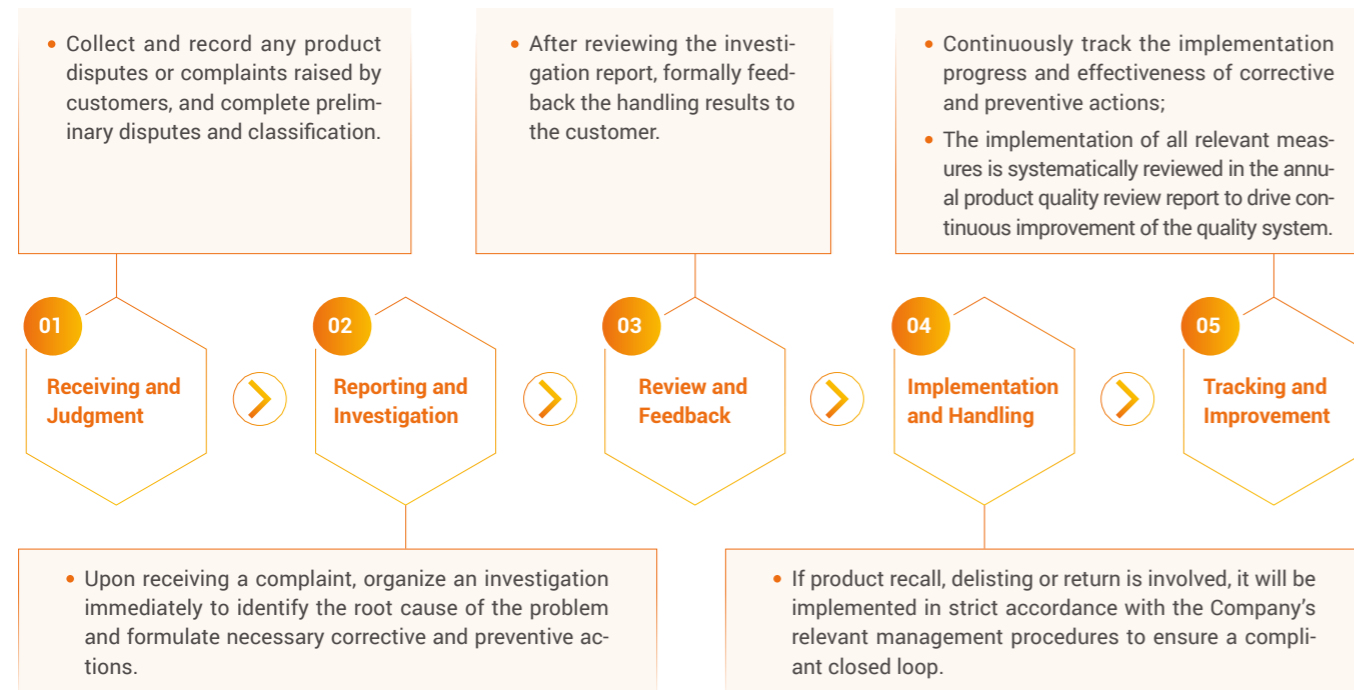 • Collect and record any product
disputes or complaints raised by
customers, and complete prelim-
inary disputes and classification.
• After reviewing the investi-
gation report, formally feed-
back the handling results to
the customer.
• Continuously track the implementation
progress and effectiveness of corrective
and preventive actions;
• The implementation of all relevant meas-
ures is systematically reviewed in the annu-
al product quality review report to drive con-
tinuous improvement of the quality system.
01
Receiving and
Judgment
02
Reporting and
Investigation
03
Review and
Feedback
04
Implementation
and Handling
05
Tracking and
Improvement
• Upon receiving a complaint, organize an investigation
immediately to identify the root cause of the problem
and formulate necessary corrective and preventive ac-
tions.
• If product recall, delisting or return is involved, it will be
implemented in strict accordance with the Company's
relevant management procedures to ensure a compli-
ant closed loop.